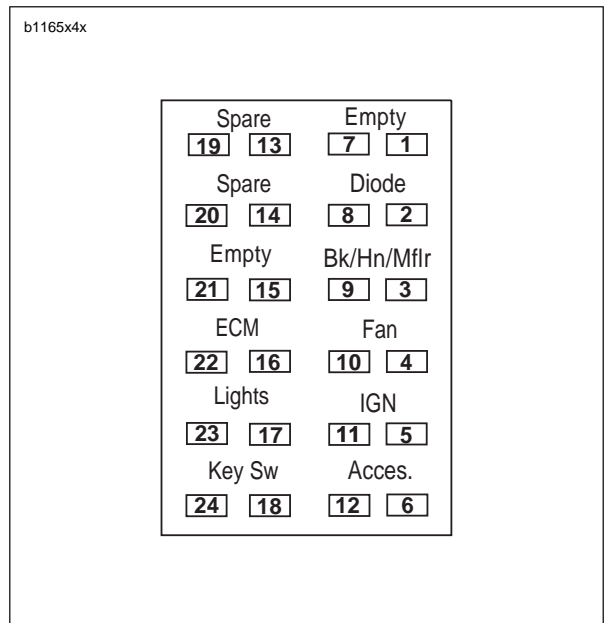 b1165x4x
Spare Empty
19 13 7 1
Spare Diode
20 14 8 2
Empty Bk/Hn/Mflr
21 15 9 3
ECM Fan
22 16 10 4
Lights IGN
23 17 11 5
Key Sw Acces.
24 18 12 6